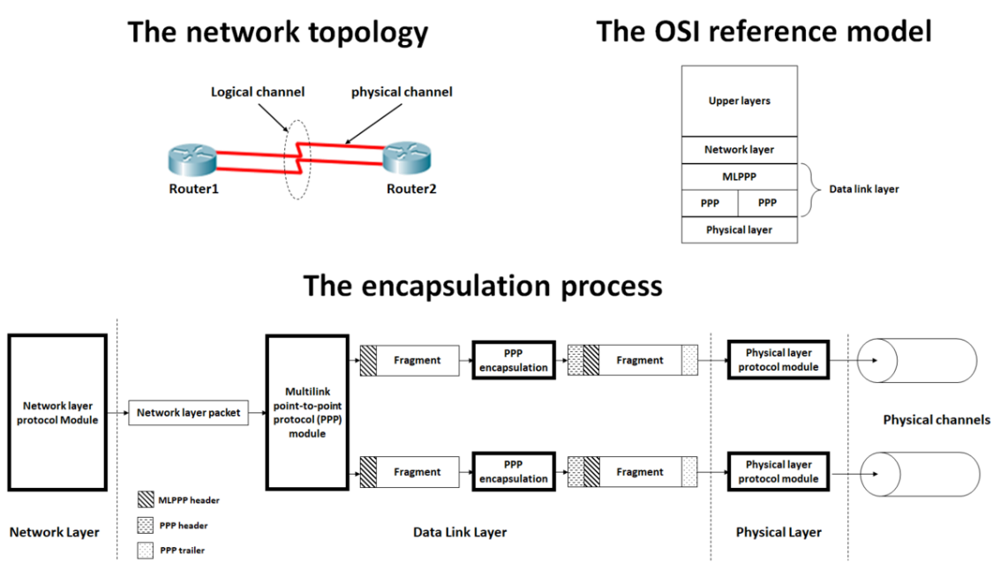 The network topology
The OSI reference model
Logical channel
physical channel
Router1
Router2
Upper layers
Network layer
MLPPP
PPP
PPP
Physical layer
Data link layer
The encapsulation process
Network layer
protocol Module
Network layer packet
Multilink
point-to-point
protocol (PPP)
module
Fragment
PPP
encapsulation
Fragment
Physical layer
protocol module
Fragment
PPP
encapsulation
Fragment
Physical layer
protocol module
Physical channels
MLPPP header
PPP header
PPP trailer
Network Layer
Data Link Layer
Physical Layer